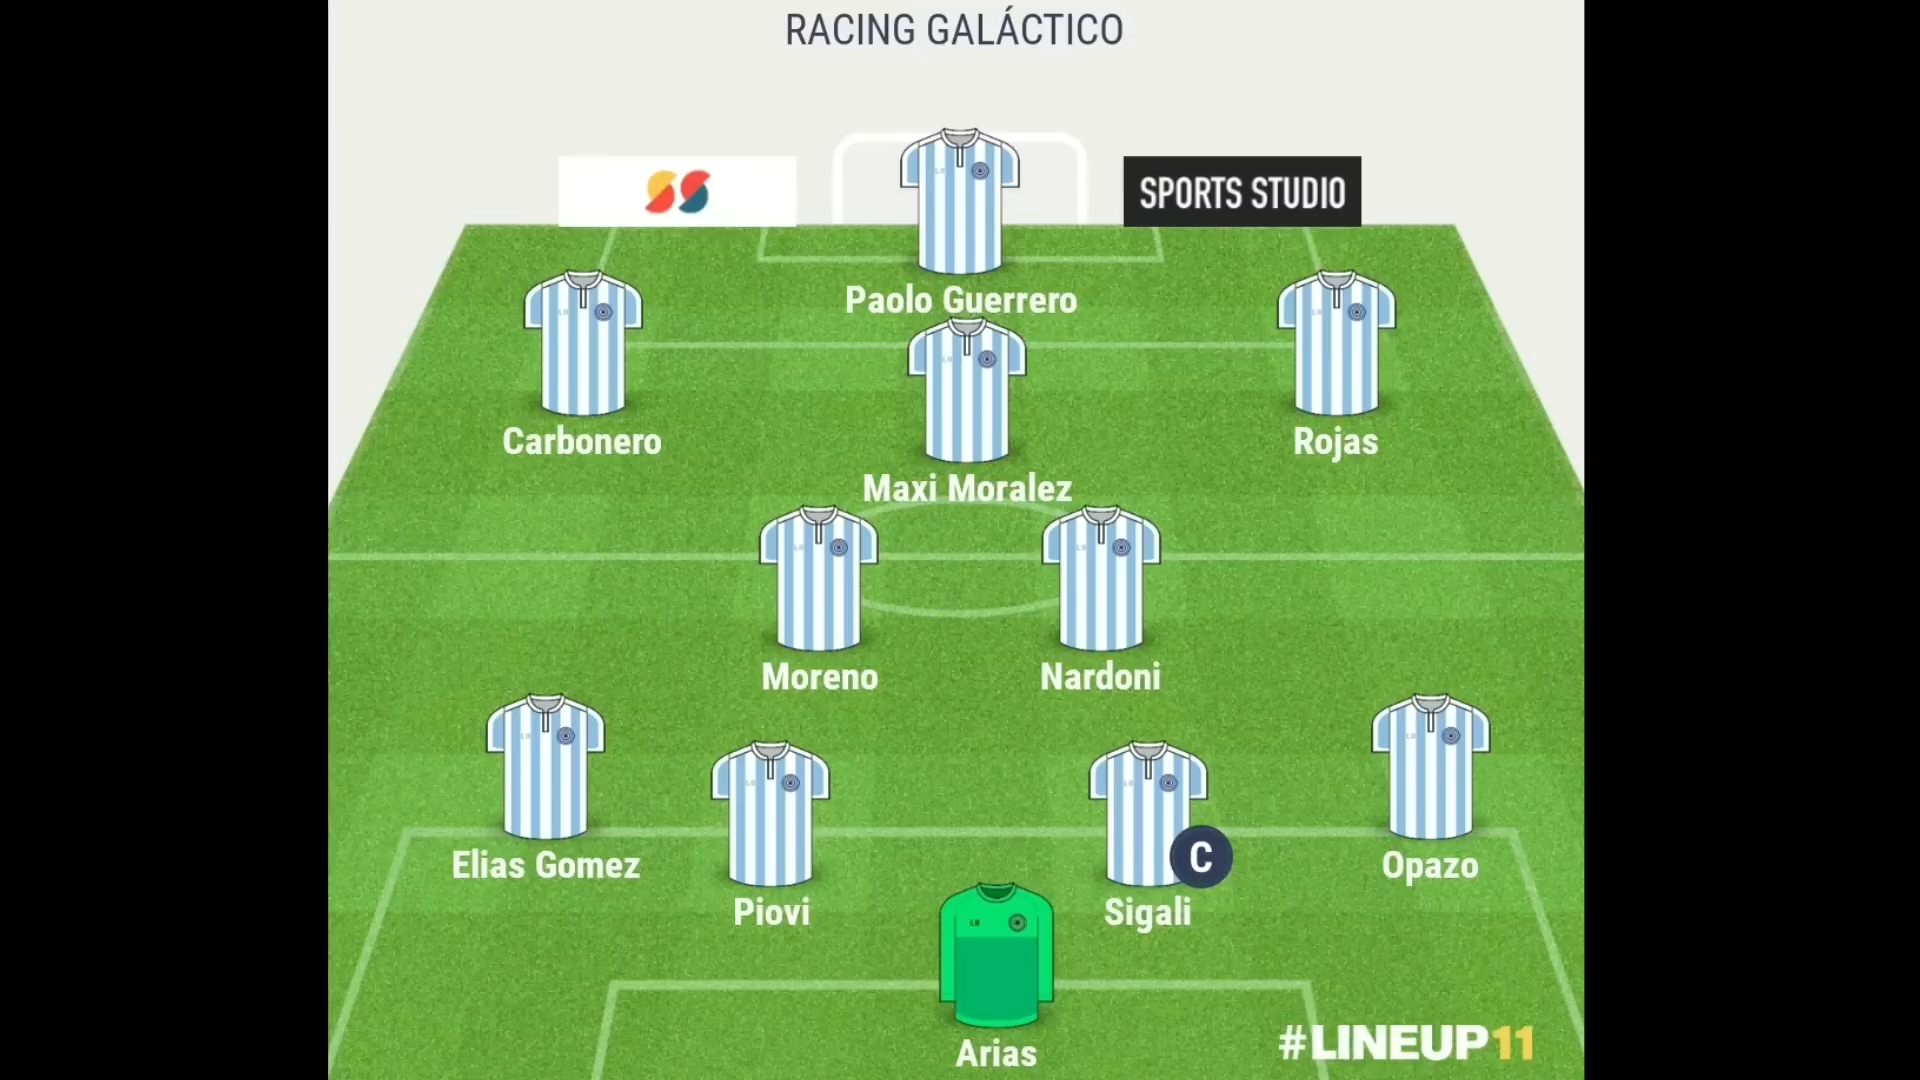 RACING GALÁCTICO
SPORTS STUDIO
Paolo Guerrero
Carbonero
Rojas
Maxi Moralez
Moreno
Nardoni
Elias Gomez
Opazo
Piovi
C
Sigali
Arias
#LINEUP11